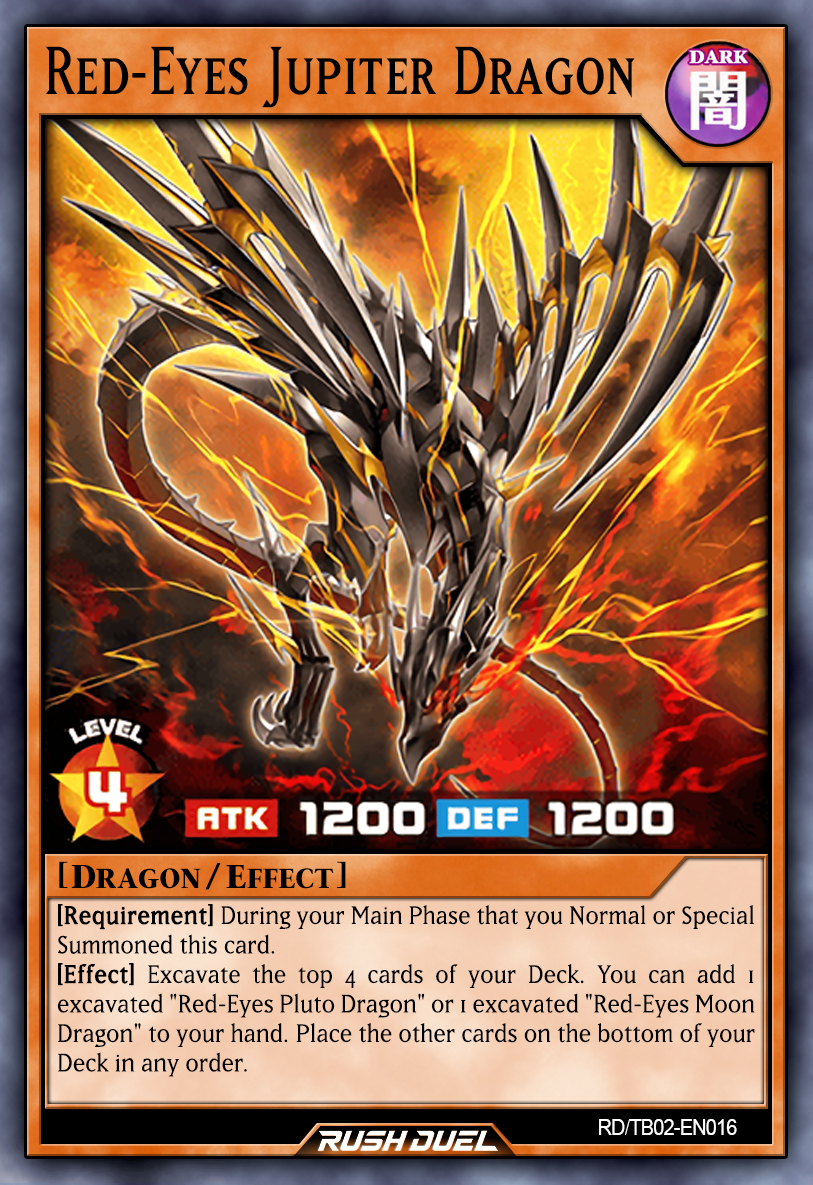 Red-Eyes Jupiter Dragon
DARK
闇
LEVEL
4
ATK 1200 DEF 1200
[Dragon / Effect]
[Requirement] During your Main Phase that you Normal or Special
Summoned this card.
[Effect] Excavate the top 4 cards of your Deck. You can add 1
excavated "Red-Eyes Pluto Dragon" or 1 excavated "Red-Eyes Moon
Dragon" to your hand. Place the other cards on the bottom of your
Deck in any order.
RD/TB02-EN016
RUSH DUEL